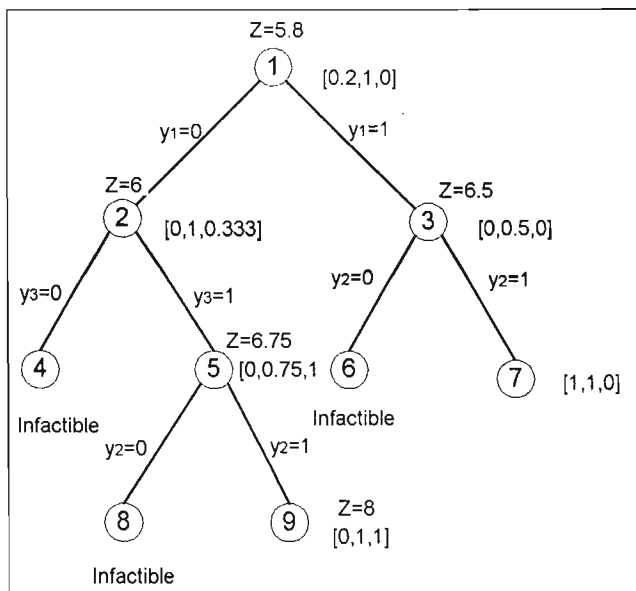 Z=5.8
1
[0.2,1,0]
y1=0
y1=1
Z=6
2
[0,1,0.333]
Z=6.5
3
[0,0.5,0]
y3=0
y3=1
y2=0
y2=1
4
Infactible
Z=6.75
5
[0,0.75,1
6
Infactible
7
[1,1,0]
y2=0
y2=1
8
Infactible
9
Z=8
[0,1,1]